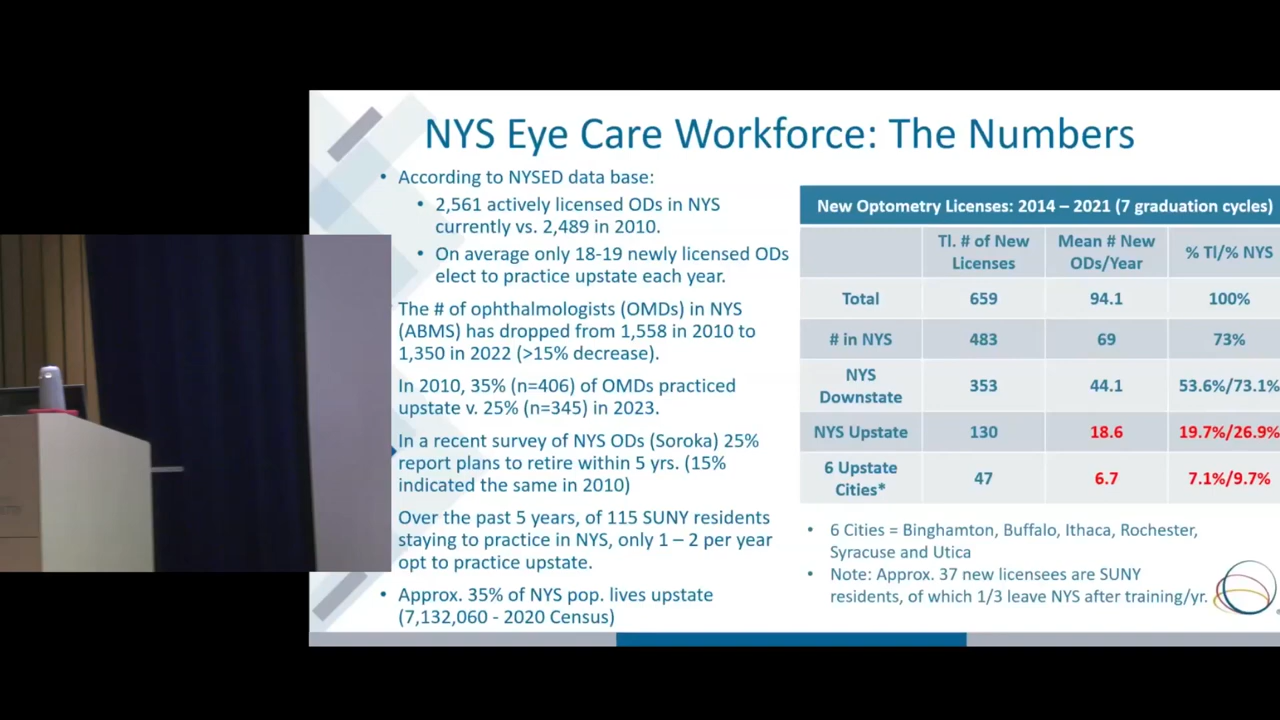 NYS Eye Care Workforce: The Numbers
• According to NYSED data base:
• 2,561 actively licensed ODs in NYS
currently vs. 2,489 in 2010.
• On average only 18-19 newly licensed ODs
elect to practice upstate each year.
The # of ophthalmologists (OMDs) in NYS
(ABMS) has dropped from 1,558 in 2010 to
1,350 in 2022 (>15% decrease).
In 2010, 35% (n=406) of OMDs practiced
upstate v. 25% (n=345) in 2023.
In a recent survey of NYS ODs (Soroka) 25%
report plans to retire within 5 yrs. (15%
indicated the same in 2010)
Over the past 5 years, of 115 SUNY residents
staying to practice in NYS, only 1 – 2 per year
opt to practice upstate.
• Approx. 35% of NYS pop. lives upstate
(7,132,060 - 2020 Census)
New Optometry Licenses: 2014 – 2021 (7 graduation cycles)
Tl. # of New Licenses Mean # New ODs/Year % Tl/% NYS
Total 659 94.1 100%
# in NYS 483 69 73%
NYS Downstate 353 44.1 53.6%/73.1%
NYS Upstate 130 18.6 19.7%/26.9%
6 Upstate Cities* 47 6.7 7.1%/9.7%
• 6 Cities = Binghamton, Buffalo, Ithaca, Rochester,
Syracuse and Utica
• Note: Approx. 37 new licensees are SUNY
residents, of which 1/3 leave NYS after training/yr.